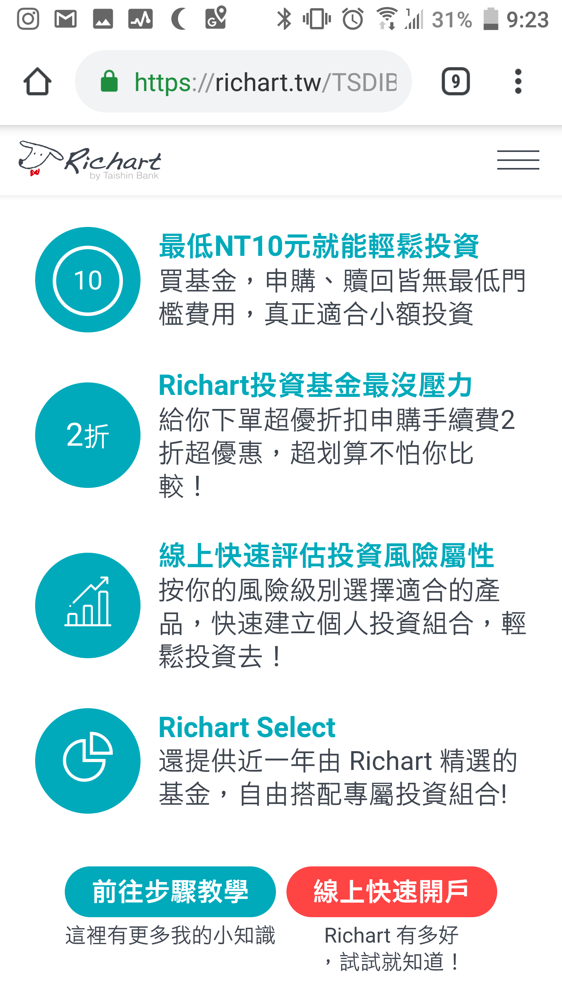 31% 9:23
https://richart.tw/TSDIB
9
Richart
by Taishin Bank
10
最低NT10元就能輕鬆投資
買基金，申購、贖回皆無最低門
檻費用，真正適合小額投資
2折
Richart投資基金最沒壓力
給你下單超優折扣申購手續費2
折超優惠，超划算不怕你比
較！
線上快速評估投資風險屬性
按你的風險級別選擇適合的產
品，快速建立個人投資組合，輕
鬆投資去！
Richart Select
還提供近一年由 Richart 精選的
基金，自由搭配專屬投資組合!
前往步驟教學
這裡有更多我的小知識
線上快速開戶
Richart 有多好
，試試就知道！